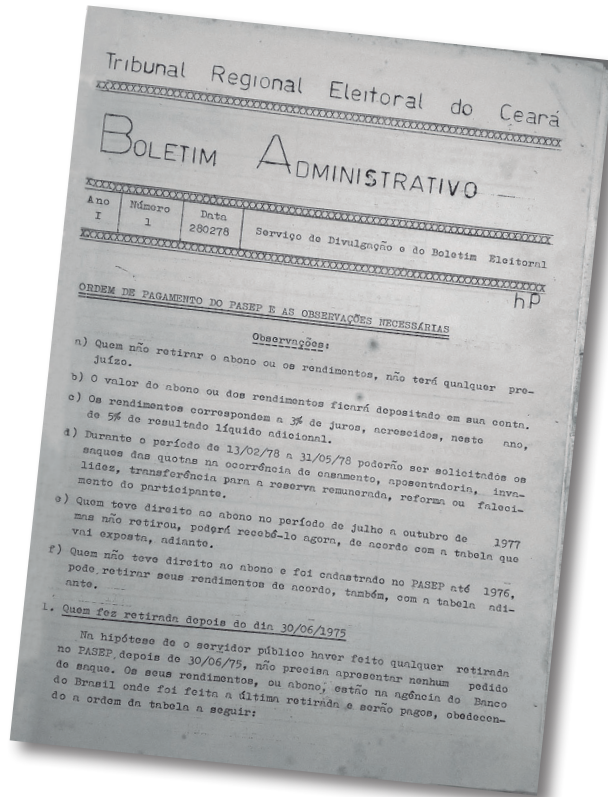 Tribunal Regional Eleitoral do Ceará
BOLETIM ADMINISTRATIVO
Ano I
Número 1
Data 280278
Serviço de Divulgação e do Boletim Eleitoral
hp
ORDEM DE PAGAMENTO DO PASEP E AS OBSERVAÇÕES NECESSÁRIAS
Observações:
a) Quem não retirar o abono ou os rendimentos, não terá qualquer pre-
juízo.
b) O valor do abono ou dos rendimentos ficará depositado em sua conta.
c) Os rendimentos correspondem a 3% de juros, acrescidos, neste ano,
de 5% de resultado líquido adicional.
d) Durante o período de 13/02/78 a 31/05/78 poderão ser solicitados os
saques das quotas na ocorrência de casamento, aposentadoria, inva-
lidez, transferência para a reserva remunerada, reforma ou faleci-
mento do participante.
e) Quem teve direito ao abono no período de julho a outubro de 1977
mas não retirou, poderá recebê-lo agora, de acordo com a tabela que
vai exposta, adiante.
f) Quem não teve direito ao abono e foi cadastrado no PASEP até 1976,
pode retirar seus rendimentos de acordo, também, com a tabela adi-
ante.
1. Quem fez retirada depois do dia 30/06/1975
Na hipótese de o servidor público haver feito qualquer retirada
no PASEP depois de 30/06/75, não precisa apresentar nenhum pedido
de saque. Os seus rendimentos, ou abono, estão na agência do Banco
do Brasil onde foi feita a última retirada e serão pagos, obedecen-
do a ordem da tabela a seguir: